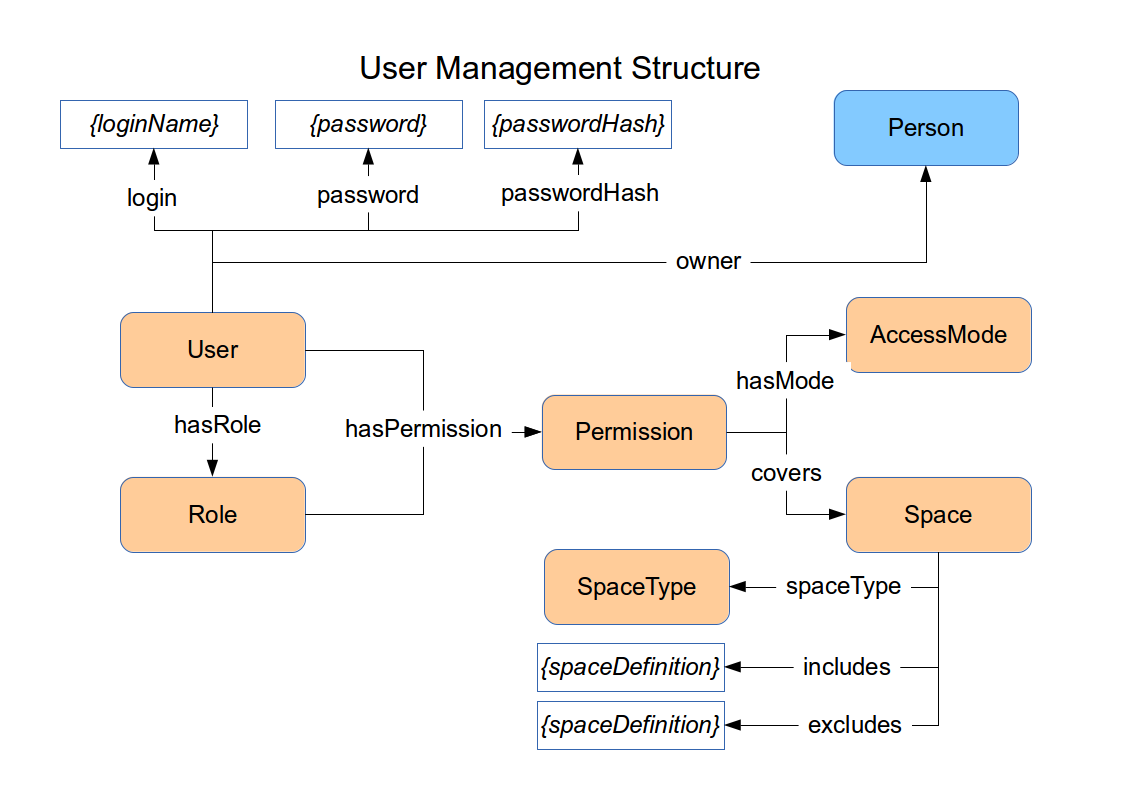 User Management Structure
{loginName}
{password}
{passwordHash}
Person
login
password
passwordHash
owner
User
AccessMode
hasMode
hasRole
hasPermission
Permission
covers
Role
Space
SpaceType
spaceType
{spaceDefinition}
includes
{spaceDefinition}
excludes